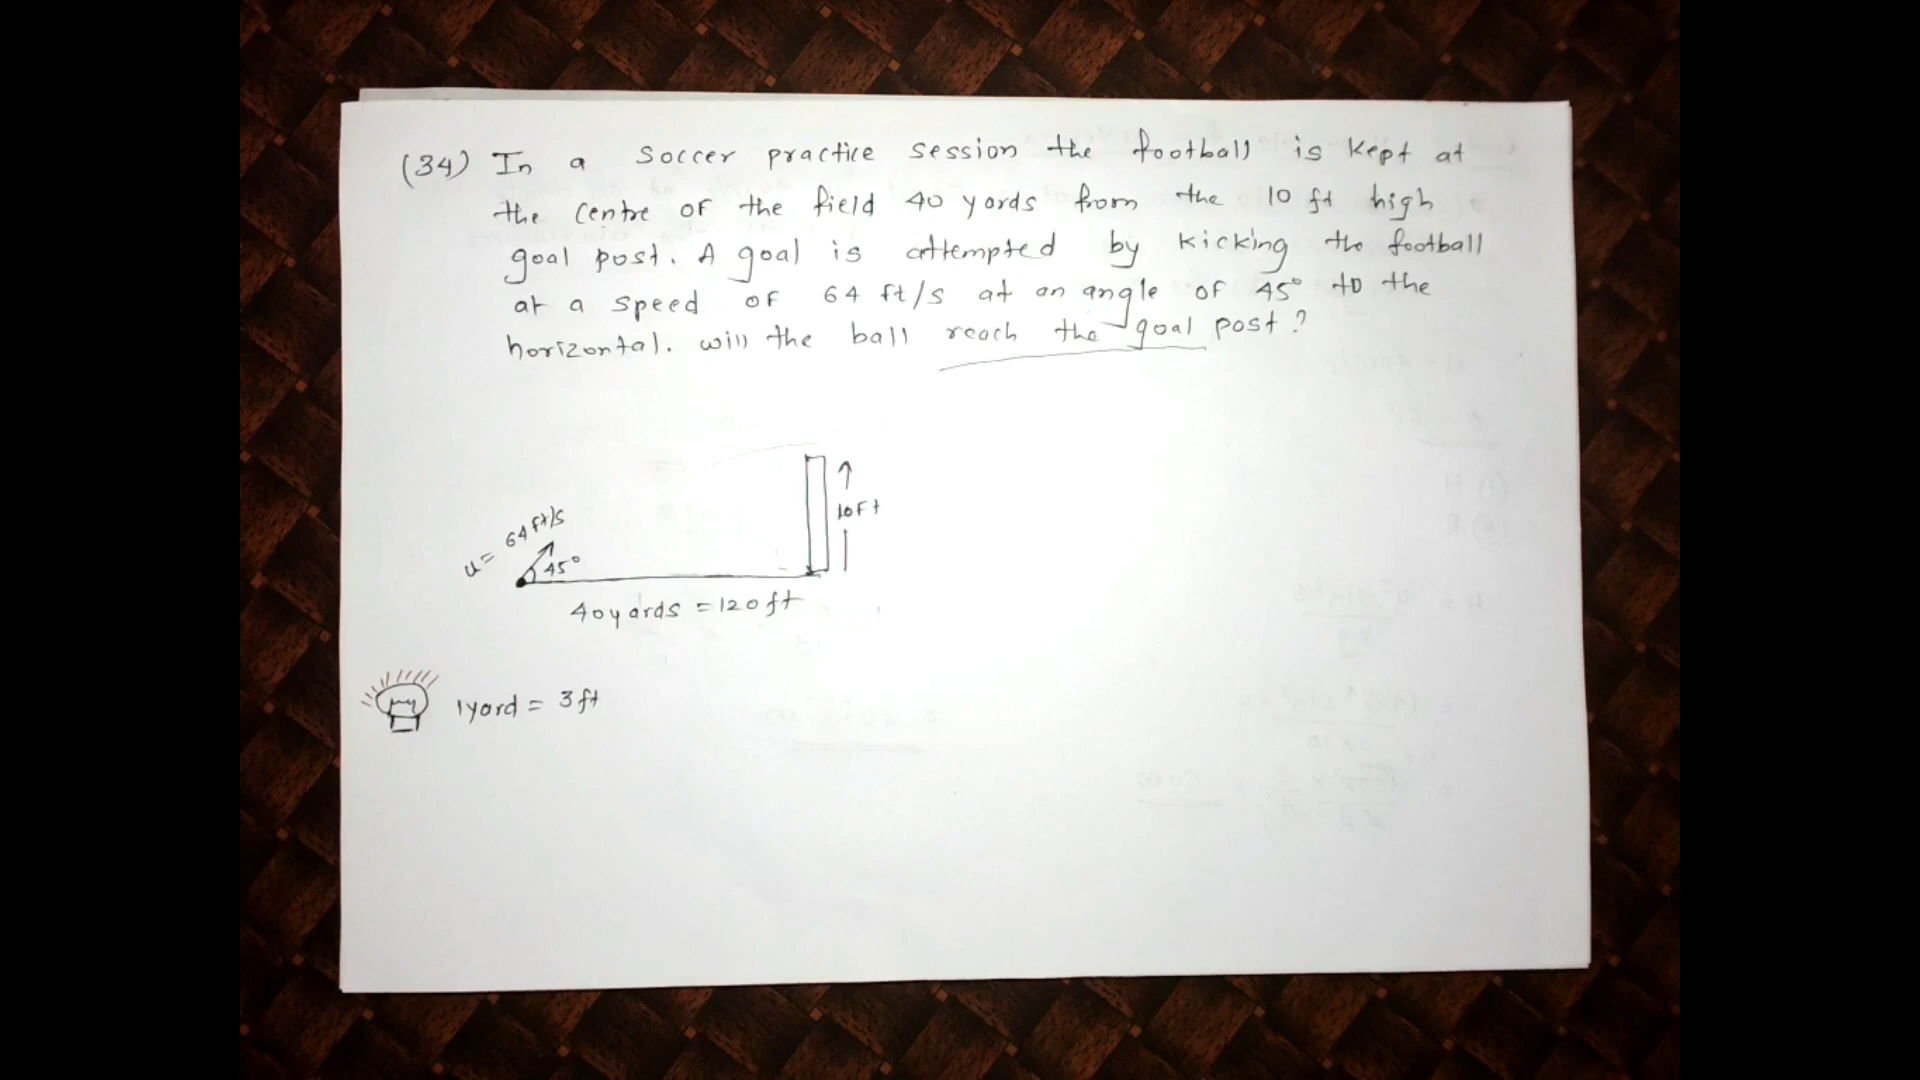 (34) In a soccer practice session the football is kept at
the centre of the field 40 yards from the 10 ft high
goal post. A goal is attempted by kicking the football
at a speed of 64 ft/s at an angle of 45° to the
horizontal. will the ball reach the goal post?
u = 64 ft/s
45°
10Ft
40 yards = 120 ft
1 yard = 3 ft